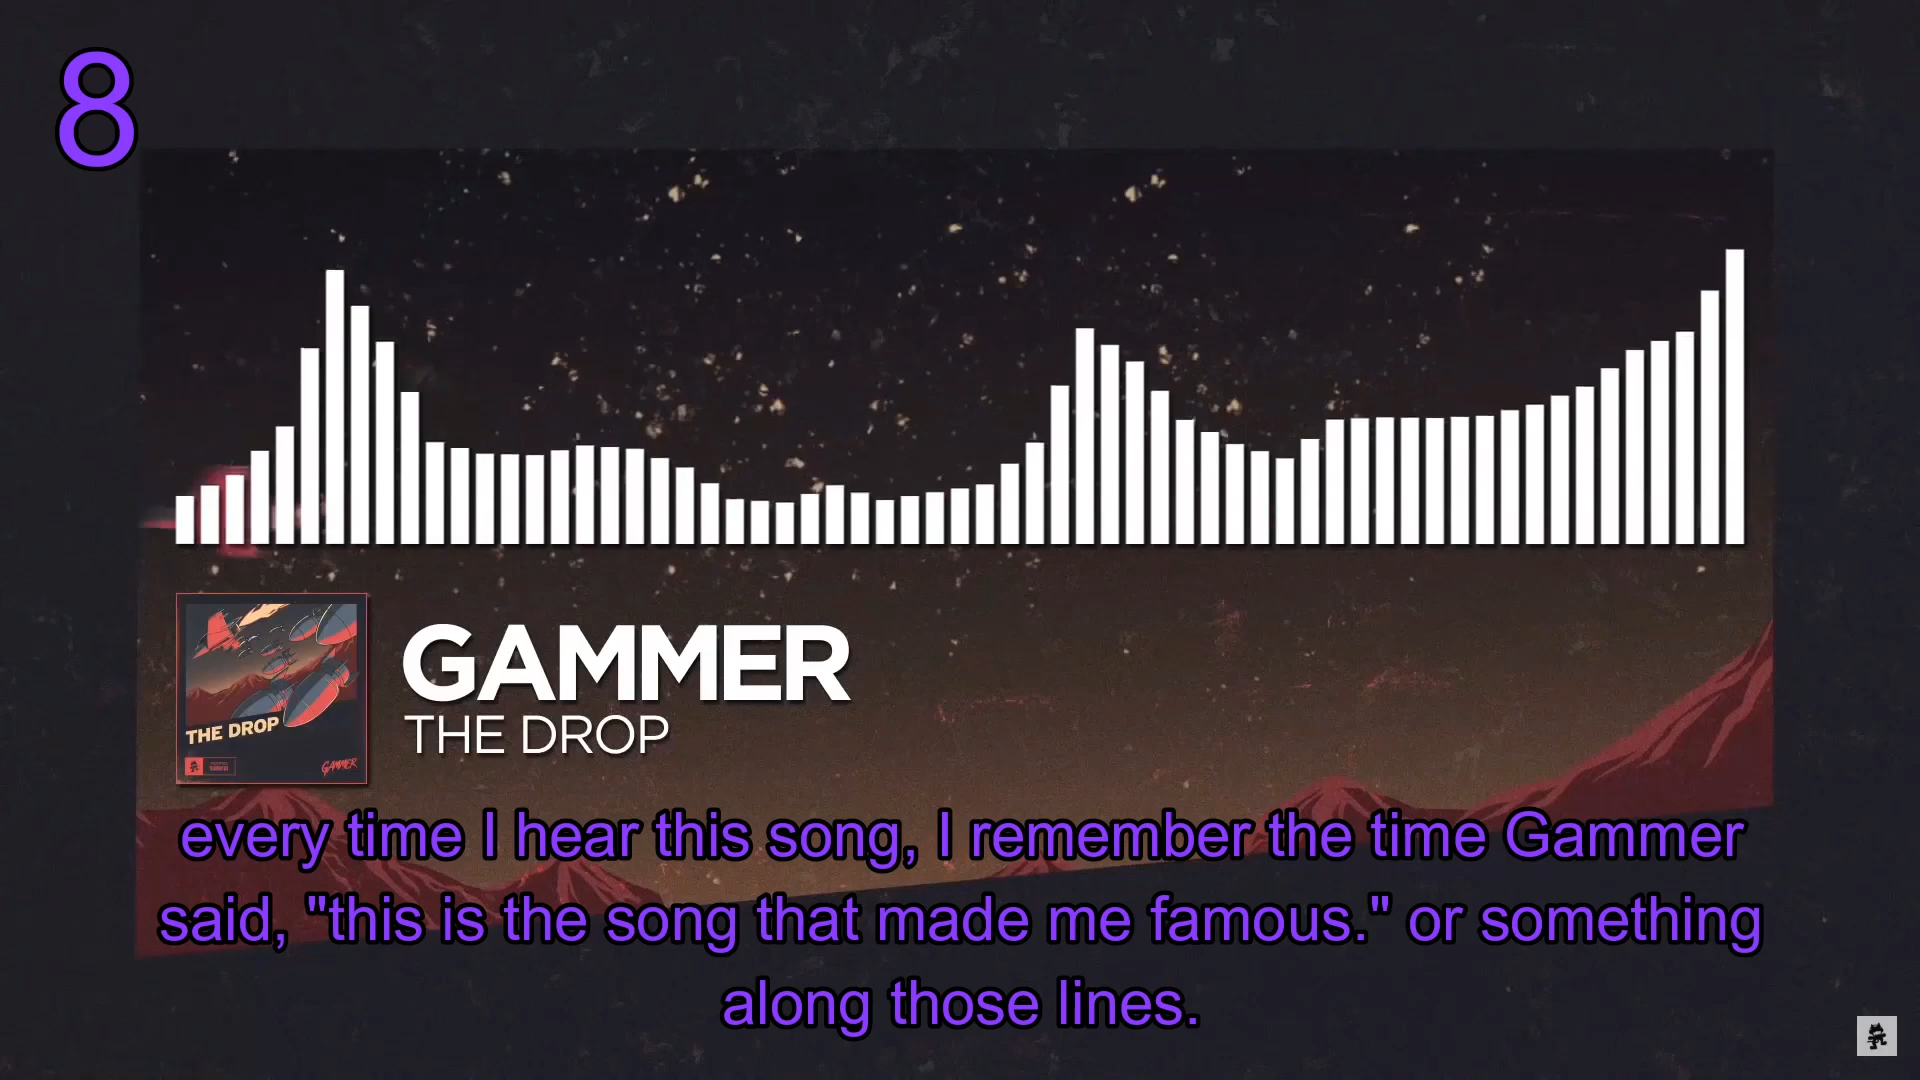 8
THE DROP
GAMMER
GAMMER
THE DROP
every time I hear this song, I remember the time Gammer
said, "this is the song that made me famous." or something
along those lines.